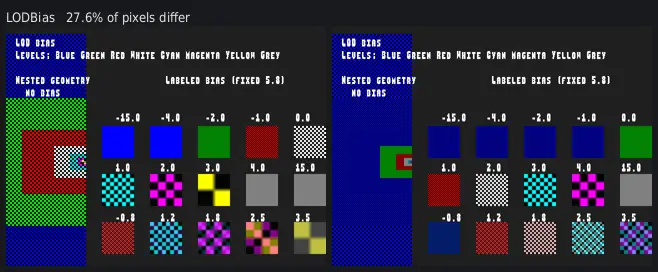 LODBias 27.6% of pixels differ
LOD BIAS
LEVELS: BLUE GREEN RED WHITE CYAN MAGENTA YELLOW GREY
NESTED GEOMETRY LABELED BIAS (FIXED 5.8)
NO BIAS
-15.0 -4.0 -2.0 -1.0 0.0
1.0 2.0 3.0 4.0 15.0
-0.8 1.2 1.8 2.5 3.5
LOD BIAS
LEVELS: BLUE GREEN RED WHITE CYAN MAGENTA YELLOW GREY
NESTED GEOMETRY LABELED BIAS (FIXED 5.8)
NO BIAS
-15.0 -4.0 -2.0 -1.0 0.0
1.0 2.0 3.0 4.0 15.0
-0.8 1.2 1.8 2.5 3.5